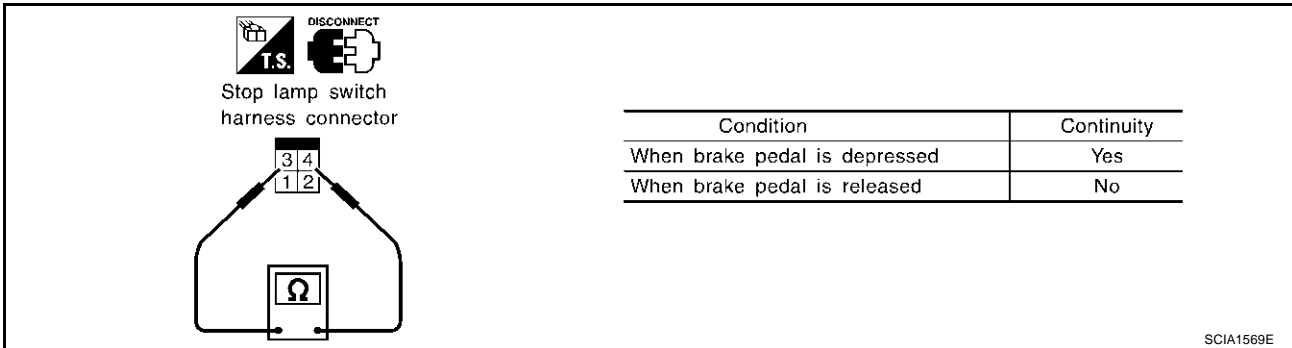 DISCONNECT
T.S.
Stop lamp switch
harness connector
3 4
1 2
Ω
Condition Continuity
When brake pedal is depressed Yes
When brake pedal is released No
SCIA1569E